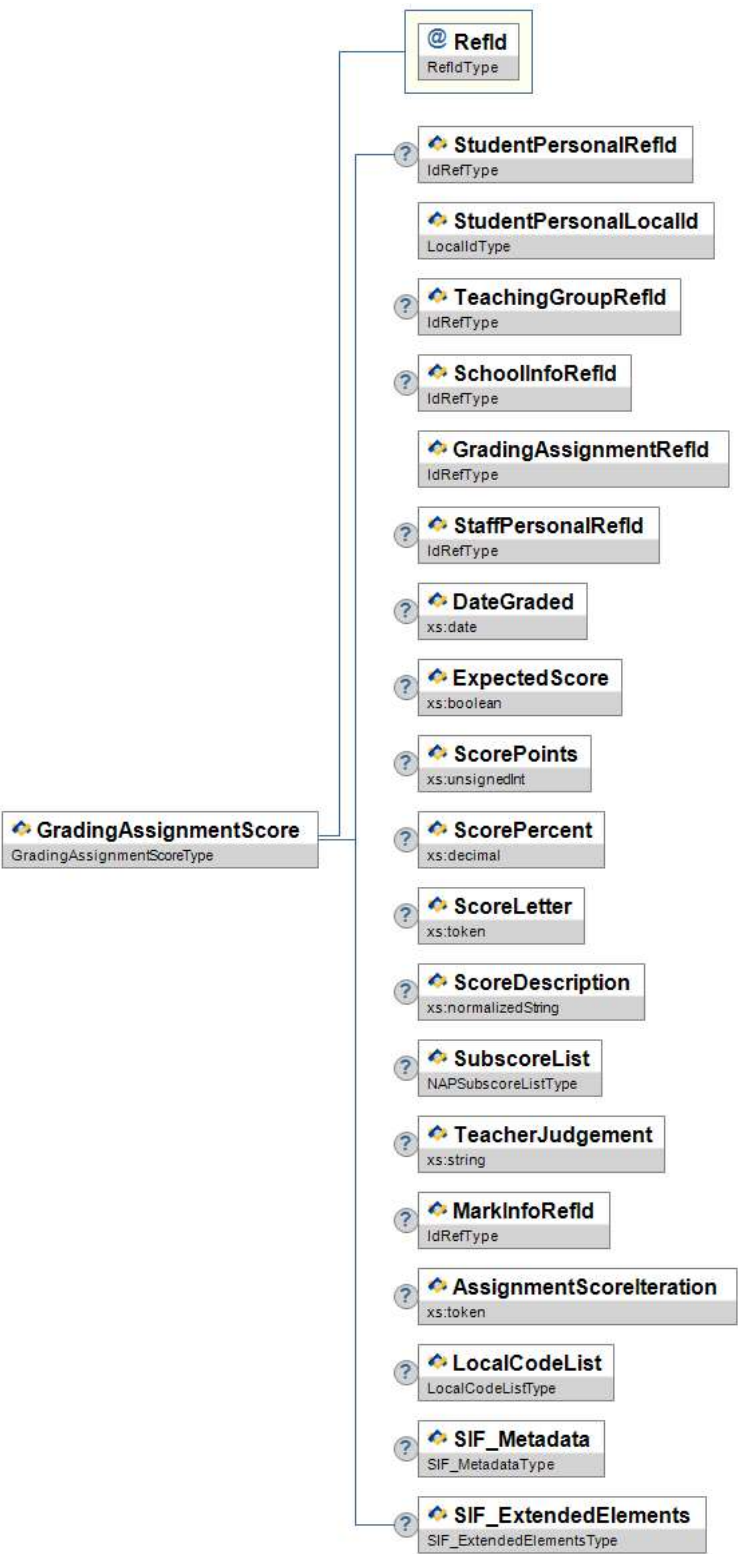 @ RefId
RefIdType
? StudentPersonalRefId
IdRefType
StudentPersonalLocalId
LocalIdType
? TeachingGroupRefId
IdRefType
? SchoolInfoRefId
IdRefType
GradingAssignmentRefId
IdRefType
? StaffPersonalRefId
IdRefType
? DateGraded
xs:date
? ExpectedScore
xs:boolean
? ScorePoints
xs:unsignedInt
GradingAssignmentScore
GradingAssignmentScoreType
? ScorePercent
xs:decimal
? ScoreLetter
xs:token
? ScoreDescription
xs:normalizedString
? SubscoreList
NAPSubscoreListType
? TeacherJudgement
xs:string
? MarkInfoRefId
IdRefType
? AssignmentScoreIteration
xs:token
? LocalCodeList
LocalCodeListType
? SIF_Metadata
SIF_MetadataType
? SIF_ExtendedElements
SIF_ExtendedElementsType